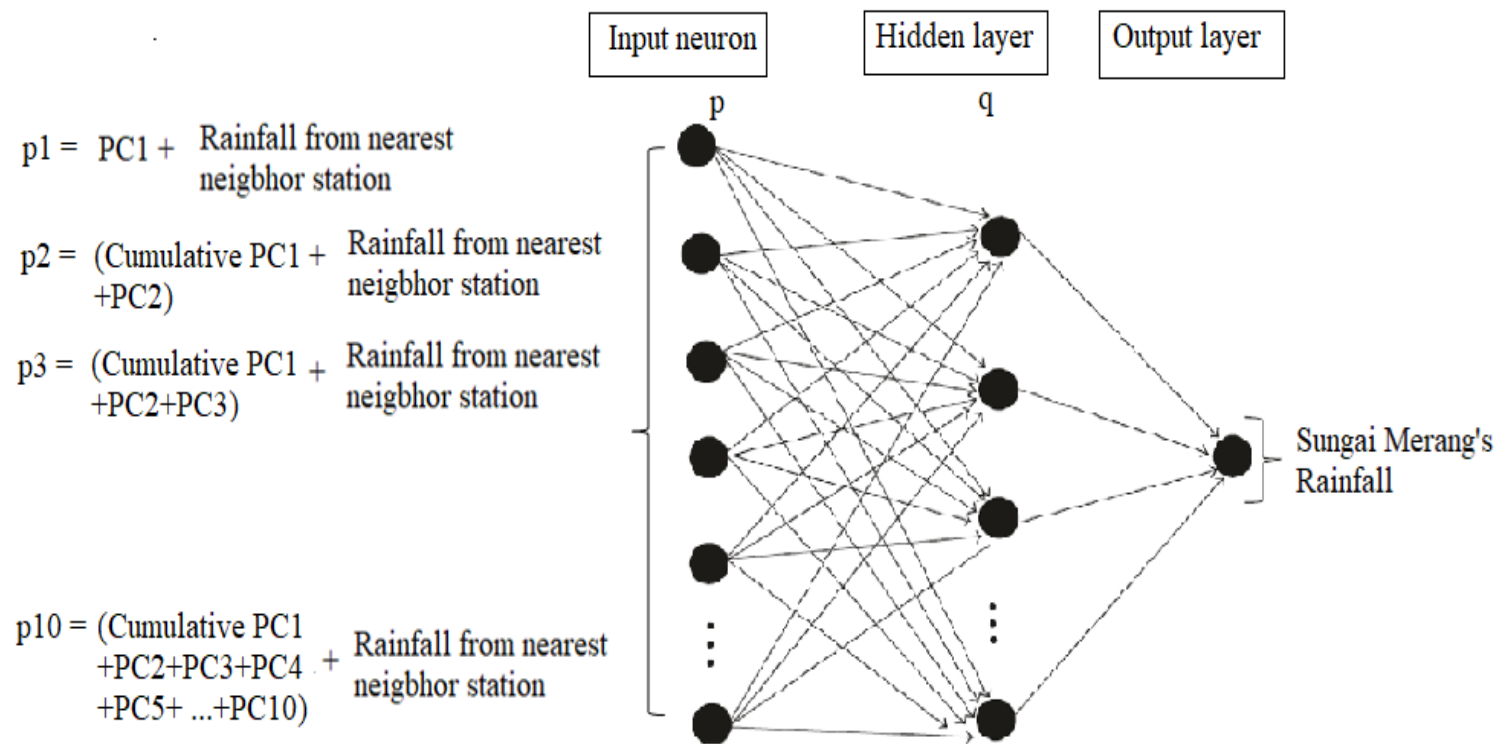 Input neuron
Hidden layer
Output layer
p
q
p1 = PC1 + Rainfall from nearest
neigbhor station
p2 = (Cumulative PC1 + Rainfall from nearest
+PC2) neigbhor station
p3 = (Cumulative PC1 + Rainfall from nearest
+PC2+PC3) neigbhor station
Sungai Merang's
Rainfall
p10 = (Cumulative PC1
+PC2+PC3+PC4 + Rainfall from nearest
+PC5+ ...+PC10) neigbhor station